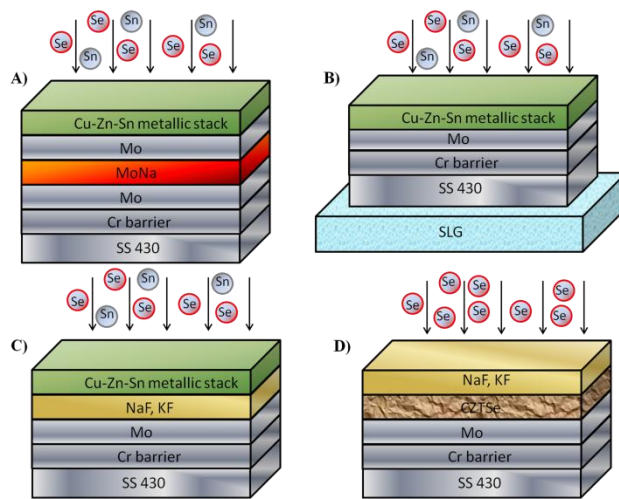 Se Sn Sn
Se Sn Se Se Se
A)
Cu-Zn-Sn metallic stack
Mo
MoNa
Mo
Cr barrier
SS 430
Se Sn Sn
Se Sn Se Se Se
B)
Cu-Zn-Sn metallic stack
Mo
Cr barrier
SS 430
SLG
Se Sn Sn
Se Sn Se Se Se
C)
Cu-Zn-Sn metallic stack
NaF, KF
Mo
Cr barrier
SS 430
Se Se Se
Se Se Se Se Se
D)
NaF, KF
CZTSe
Mo
Cr barrier
SS 430